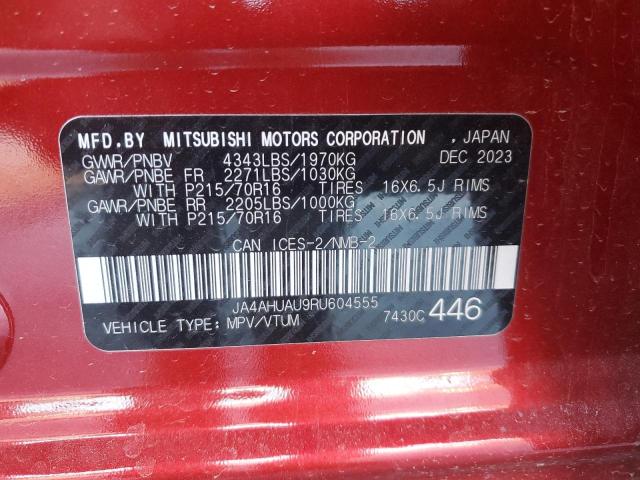 MFD.BY MITSUBISHI MOTORS CORPORATION , JAPAN
GVWR/PNBV 4343LBS/1970KG DEC 2023
GAWR/PNBE FR 2271LBS/1030KG
WITH P215/70R16 TIRES 16X6.5J RIMS
GAWR/PNBE RR 2205LBS/1000KG
WITH P215/70R16 TIRES 16X6.5J RIMS
CAN ICES-2/NMB-2
JA4AHUAU9RU604555
VEHICLE TYPE: MPV/VTUM 7430C 446